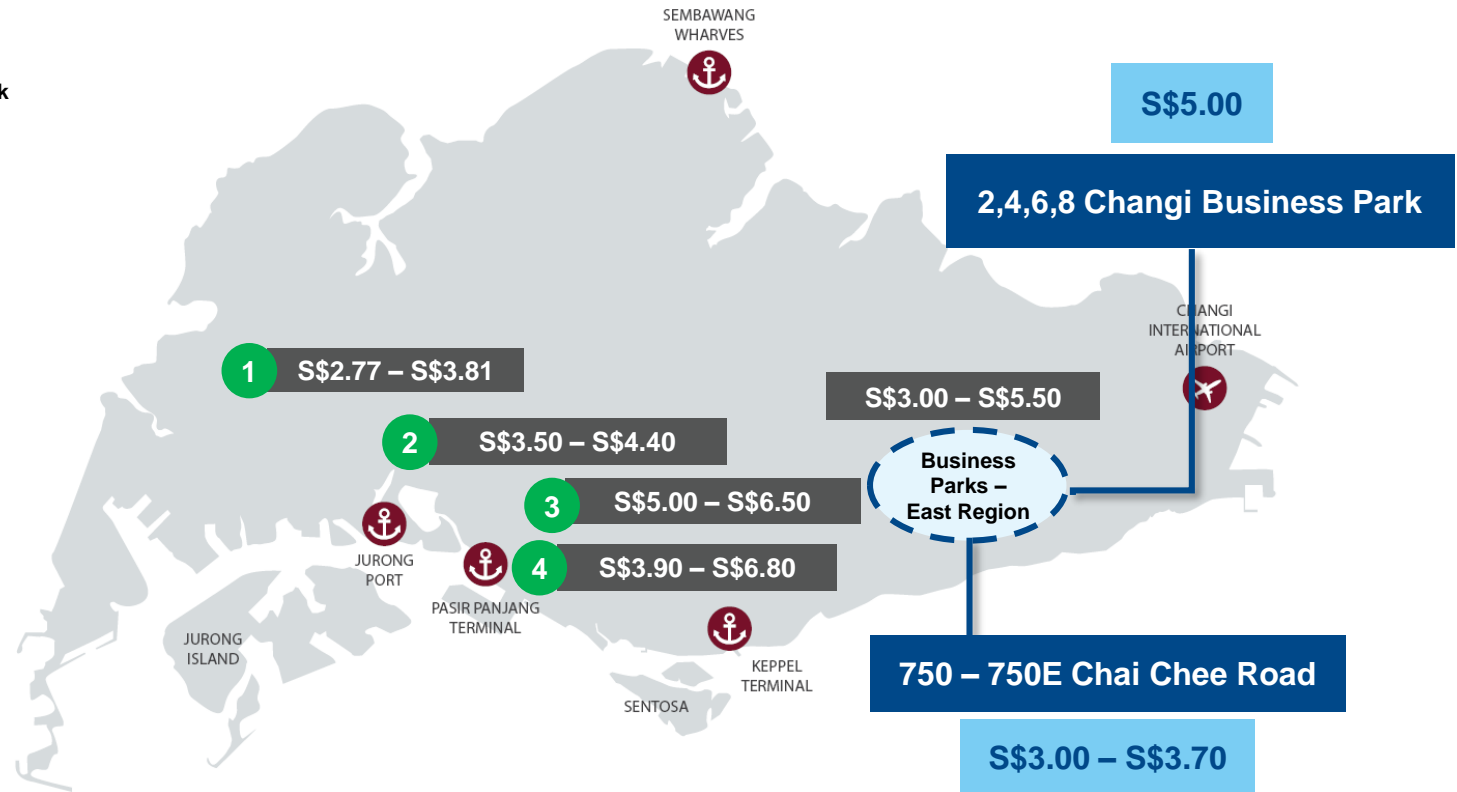 SEMBAWANG
WHARVES
k
S$5.00
2,4,6,8 Changi Business Park
CHANGI
INTERNATIONAL
AIRPORT
1
S$2.77 – S$3.81
S$3.00 – S$5.50
2
S$3.50 – S$4.40
Business
Parks –
East Region
3
S$5.00 – S$6.50
JURONG
PORT
4
S$3.90 – S$6.80
PASIR PANJANG
TERMINAL
JURONG
ISLAND
KEPPEL
TERMINAL
SENTOSA
750 – 750E Chai Chee Road
S$3.00 – S$3.70